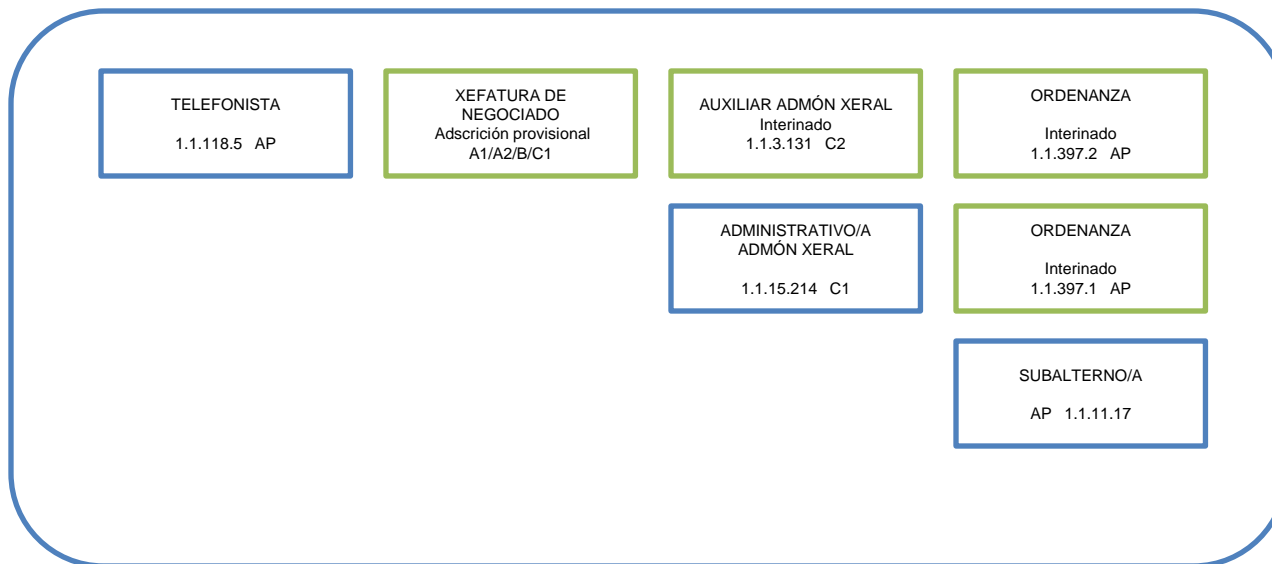 TELEFONISTA
1.1.118.5 AP
XEFATURA DE
NEGOCIADO
Adscrición provisional
A1/A2/B/C1
AUXILIAR ADMÓN XERAL
Interinado
1.1.3.131 C2
ORDENANZA
Interinado
1.1.397.2 AP
ADMINISTRATIVO/A
ADMÓN XERAL
1.1.15.214 C1
ORDENANZA
Interinado
1.1.397.1 AP
SUBALTERNO/A
AP 1.1.11.17